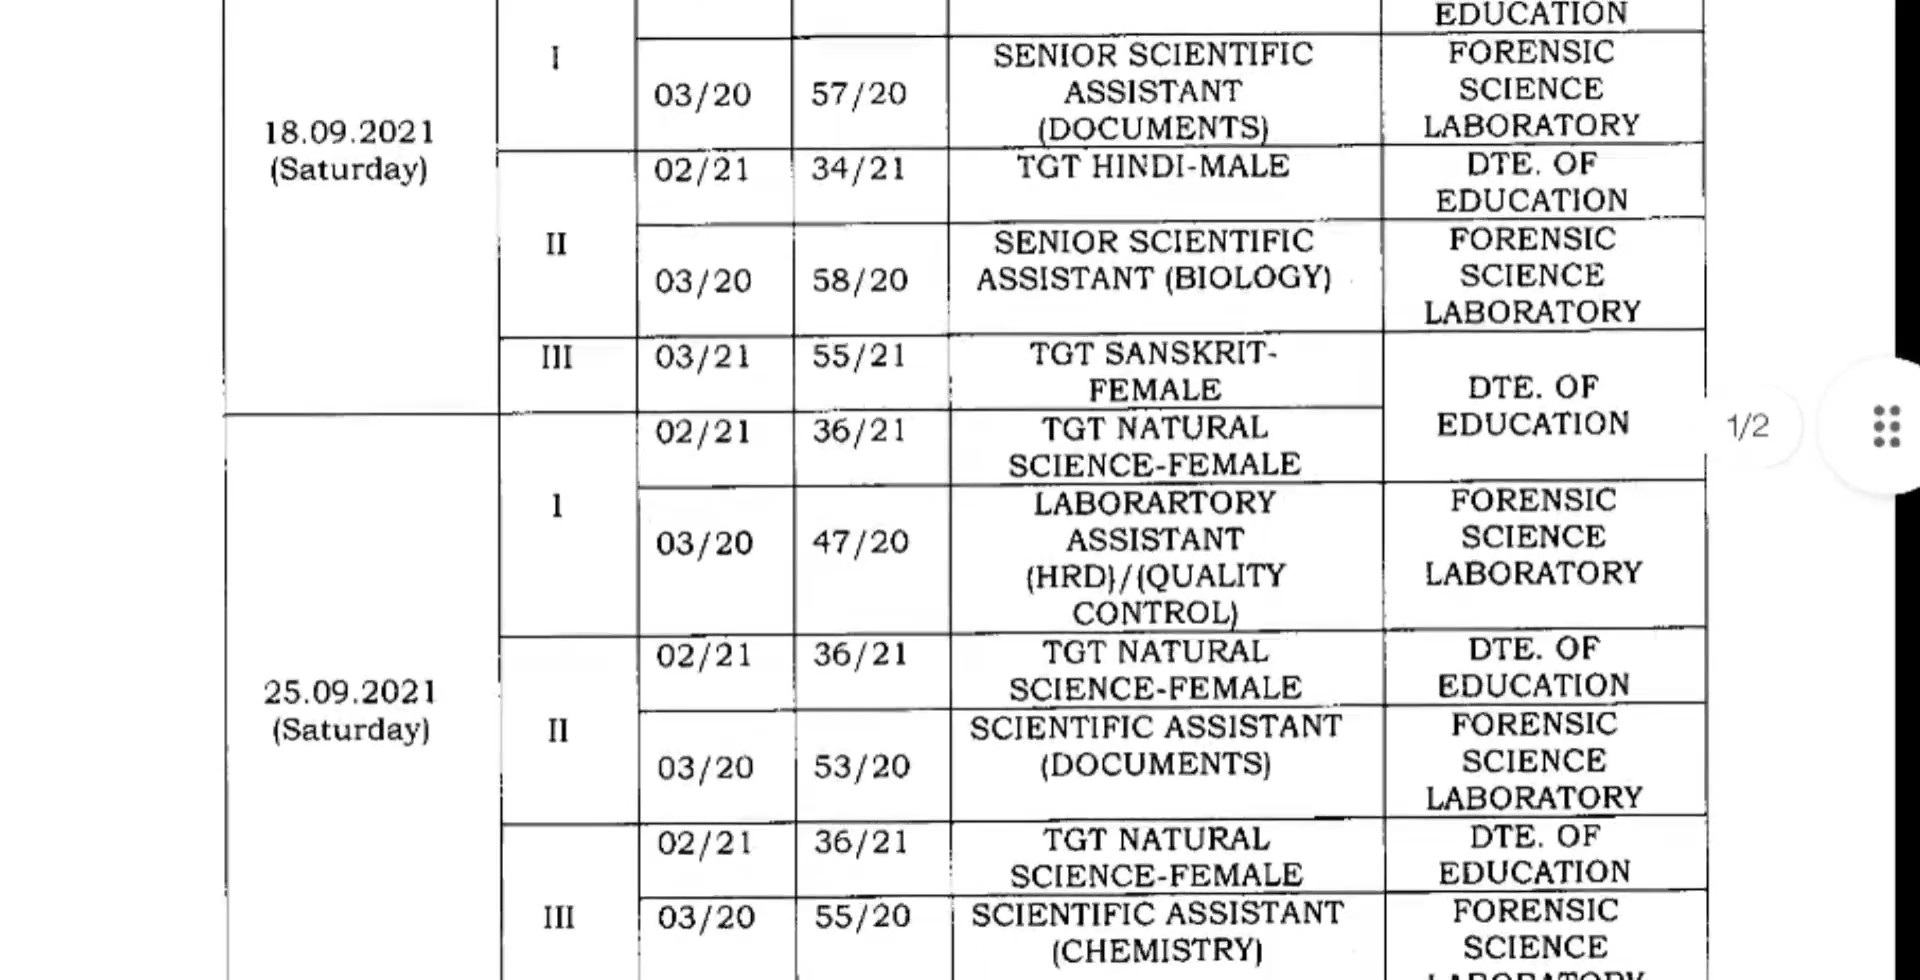 EDUCATION
18.09.2021
(Saturday)
I
03/20
57/20
SENIOR SCIENTIFIC
ASSISTANT
(DOCUMENTS)
FORENSIC
SCIENCE
LABORATORY
II
02/21
34/21
TGT HINDI-MALE
DTE. OF
EDUCATION
03/20
58/20
SENIOR SCIENTIFIC
ASSISTANT (BIOLOGY)
FORENSIC
SCIENCE
LABORATORY
III
03/21
55/21
TGT SANSKRIT-
FEMALE
DTE. OF
EDUCATION
25.09.2021
(Saturday)
I
02/21
36/21
TGT NATURAL
SCIENCE-FEMALE
03/20
47/20
LABORARTORY
ASSISTANT
(HRD)/(QUALITY
CONTROL)
FORENSIC
SCIENCE
LABORATORY
II
02/21
36/21
TGT NATURAL
SCIENCE-FEMALE
DTE. OF
EDUCATION
03/20
53/20
SCIENTIFIC ASSISTANT
(DOCUMENTS)
FORENSIC
SCIENCE
LABORATORY
III
02/21
36/21
TGT NATURAL
SCIENCE-FEMALE
DTE. OF
EDUCATION
03/20
55/20
SCIENTIFIC ASSISTANT
(CHEMISTRY)
FORENSIC
SCIENCE
LABORATORY
1/2